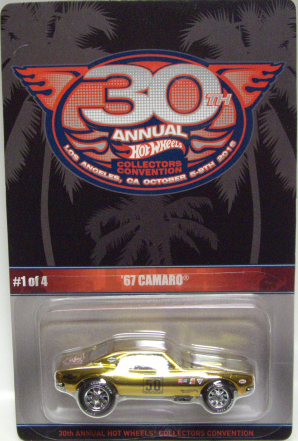 30TH
ANNUAL
Hot Wheels
COLLECTORS
CONVENTION
LOS ANGELES, CA OCTOBER 5-9TH 2016
#1 of 4
'67 CAMARO®
56
30th ANNUAL HOT WHEELS® COLLECTORS CONVENTION